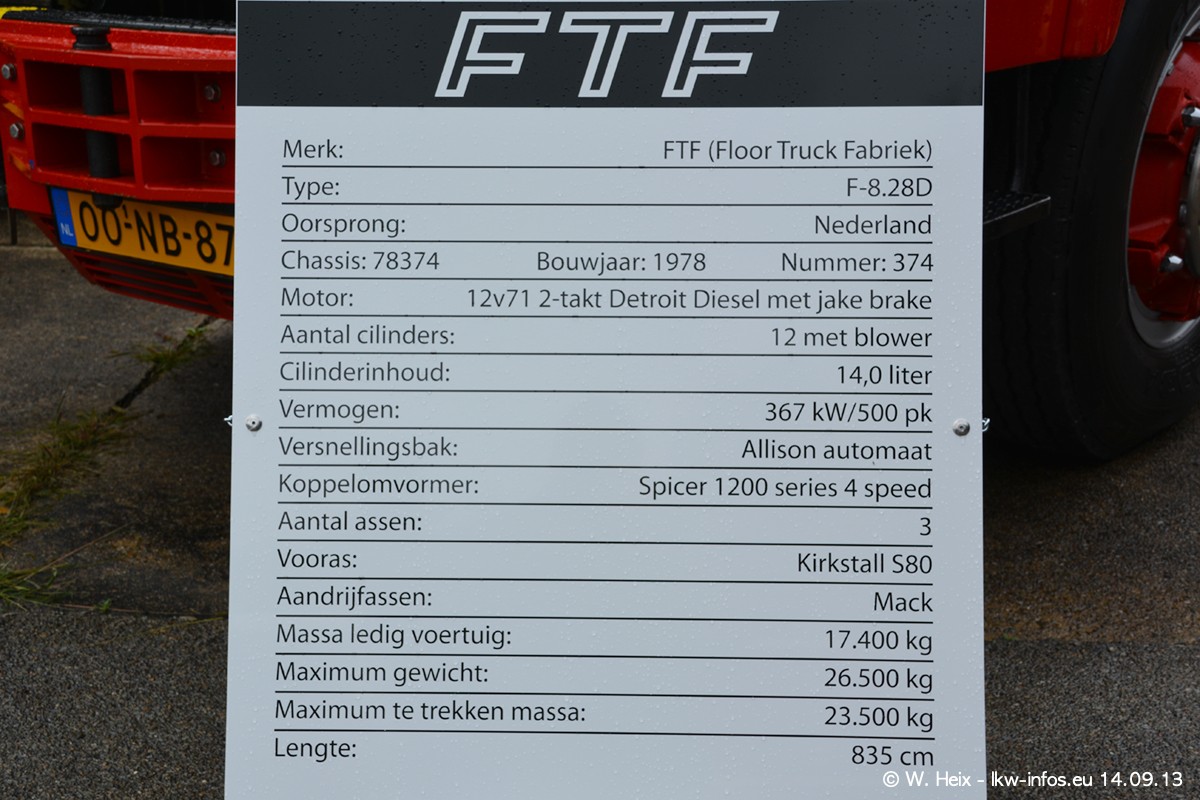 FTF
Merk: FTF (Floor Truck Fabriek)
Type: F-8.28D
Oorsprong: Nederland
Chassis: 78374 Bouwjaar: 1978 Nummer: 374
Motor: 12v71 2-takt Detroit Diesel met jake brake
Aantal cilinders: 12 met blower
Cilinderinhoud: 14,0 liter
Vermogen: 367 kW/500 pk
Versnellingsbak: Allison automaat
Koppelomvormer: Spicer 1200 series 4 speed
Aantal assen: 3
Vooras: Kirkstall S80
Aandrijfassen: Mack
Massa ledig voertuig: 17.400 kg
Maximum gewicht: 26.500 kg
Maximum te trekken massa: 23.500 kg
Lengte: 835 cm
NL 00-NB-87
© W. Heix - lkw-infos.eu 14.09.13